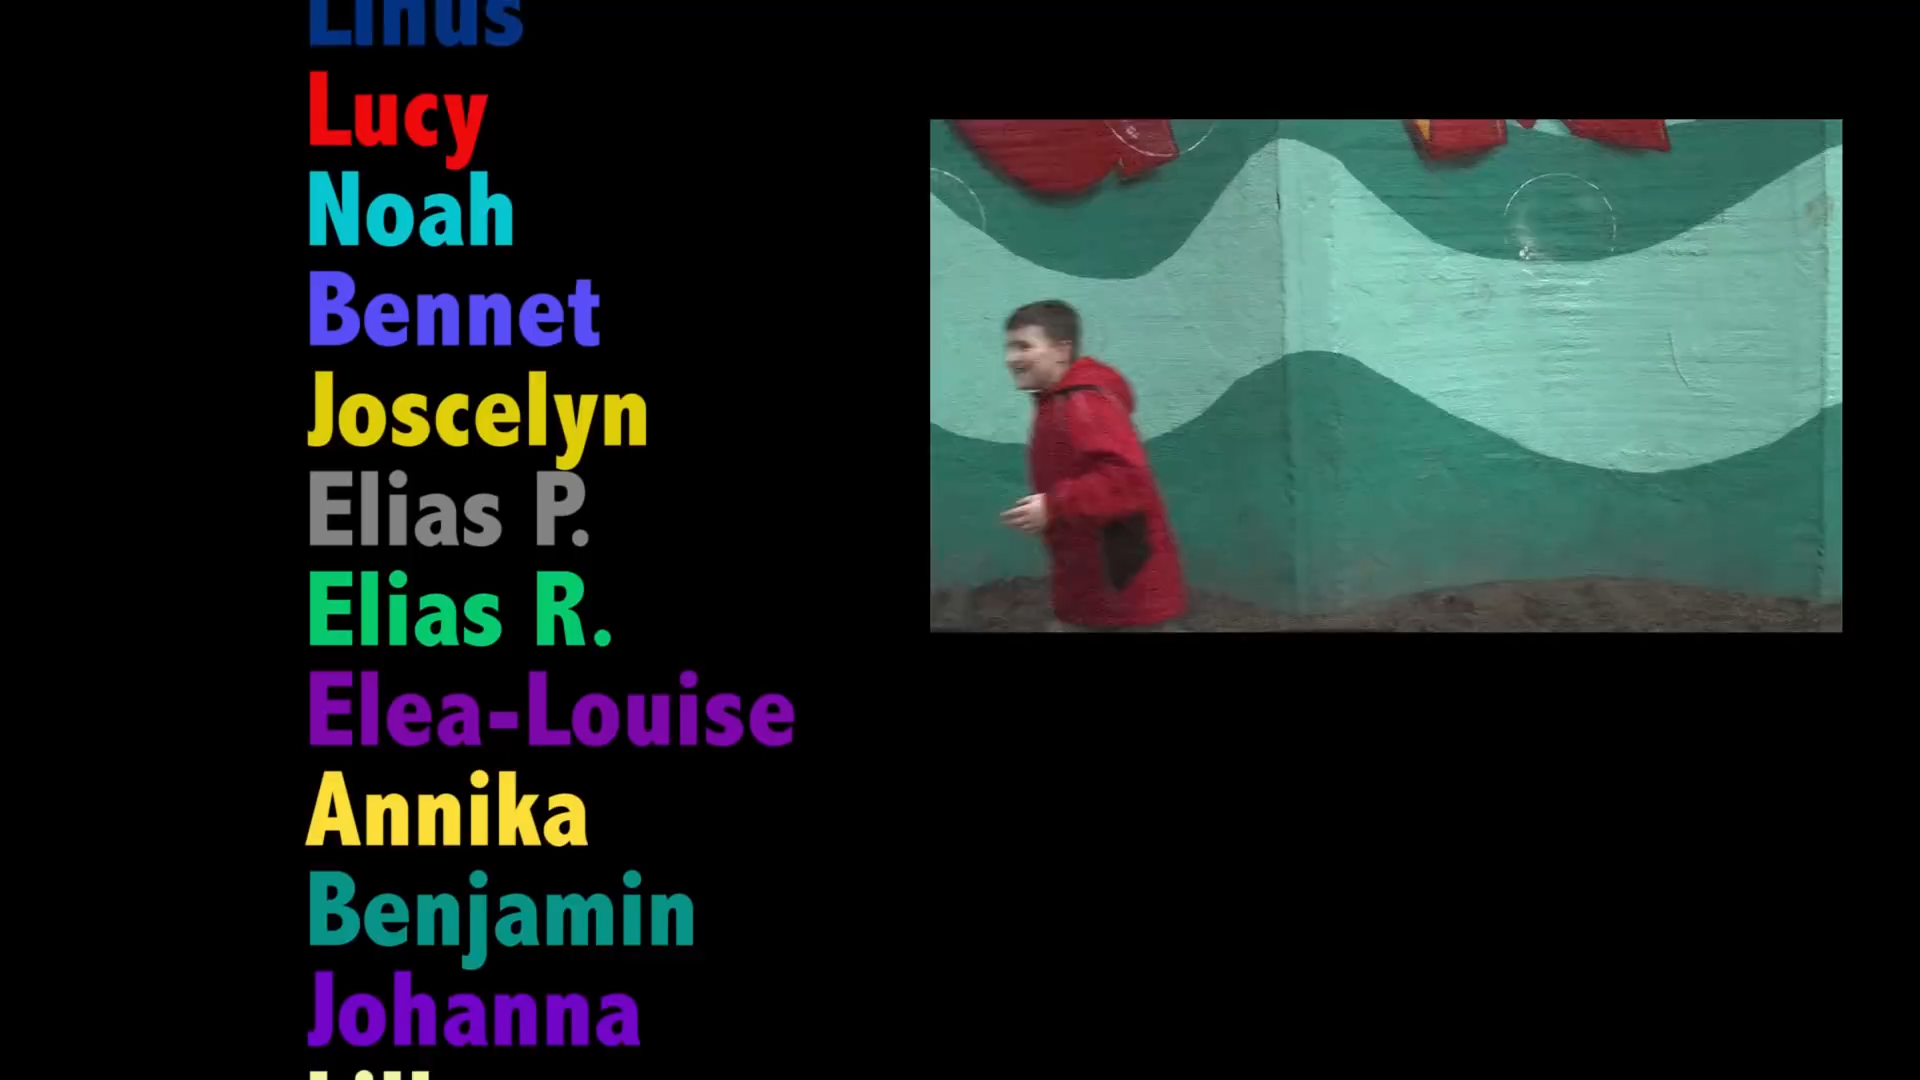 Linus
Lucy
Noah
Bennet
Joscelyn
Elias P.
Elias R.
Elea-Louise
Annika
Benjamin
Johanna